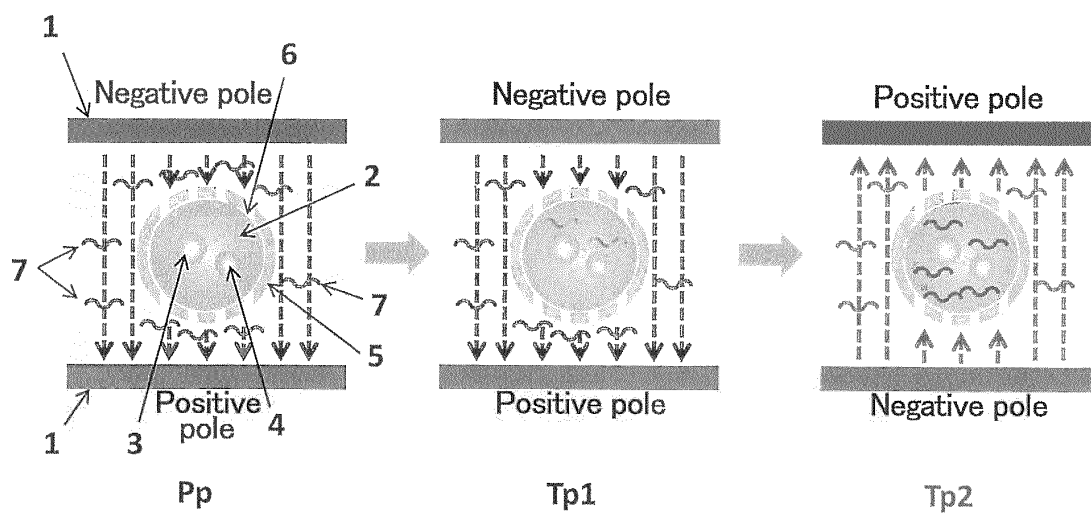 1
6
Negative pole
Negative pole
Positive pole
2
7
7
5
Positive
pole
Positive pole
Negative pole
1
3
4
Pp
Tp1
Tp2